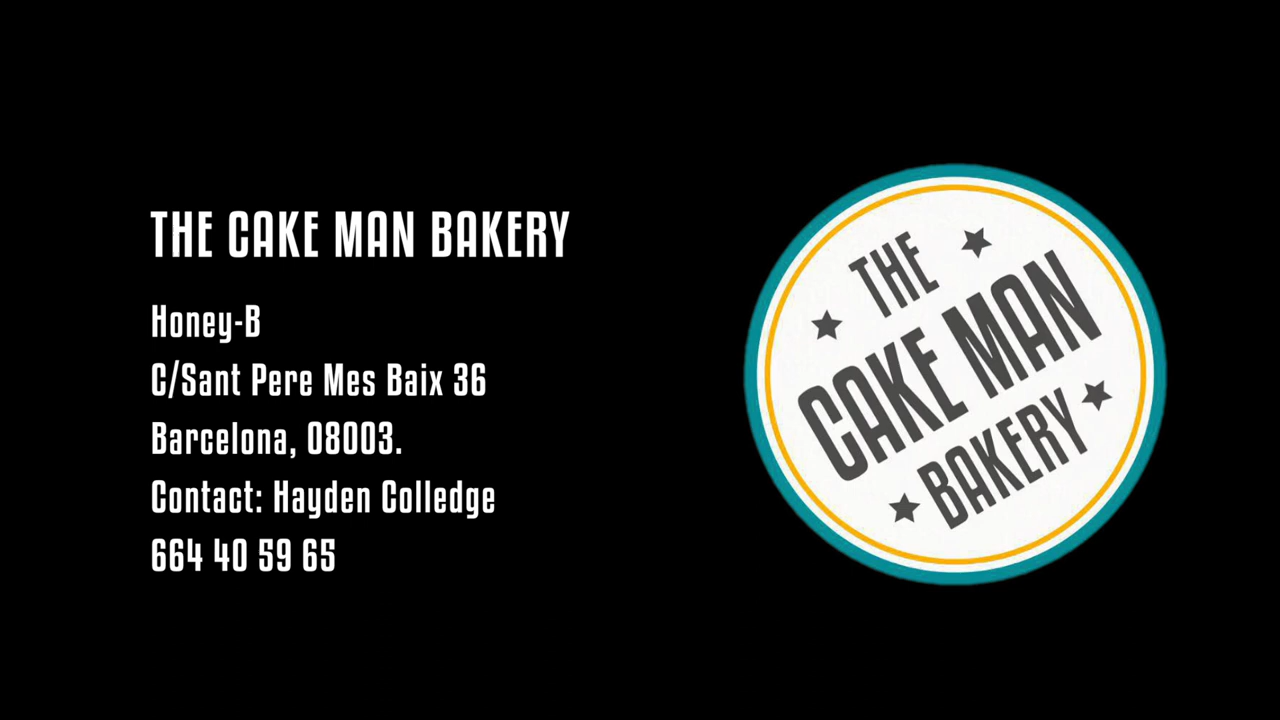 THE CAKE MAN BAKERY
Honey-B
C/Sant Pere Mes Baix 36
Barcelona, 08003.
Contact: Hayden Colledge
664 40 59 65
THE
CAKE MAN
BAKERY